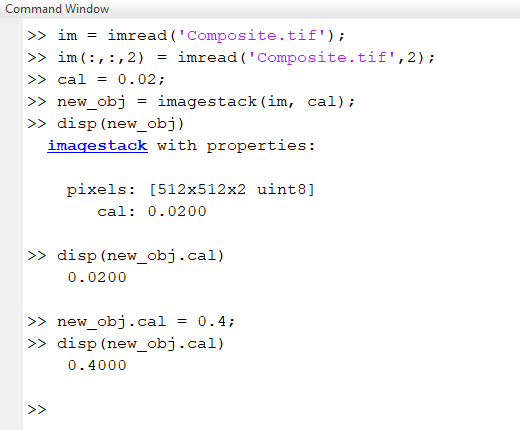 Command Window
>> im = imread('Composite.tif');
>> im(:,:,2) = imread('Composite.tif',2);
>> cal = 0.02;
>> new_obj = imagestack(im, cal);
>> disp(new_obj)
imagestack with properties:
pixels: [512x512x2 uint8]
cal: 0.0200
>> disp(new_obj.cal)
0.0200
>> new_obj.cal = 0.4;
>> disp(new_obj.cal)
0.4000
>>